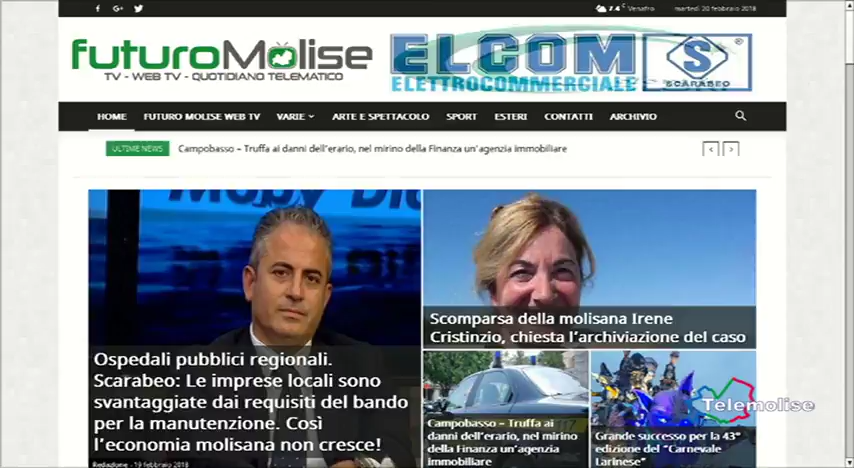 7.4 C Venafro martedì 20 febbraio 2018
futuroMolise
TV - WEB TV - QUOTIDIANO TELEMATICO
ELCOM
ELETTROCOMMERCIALE
S
SCARABEO
HOME FUTURO MOLISE WEB TV VARIE ARTE E SPETTACOLO SPORT ESTERI CONTATTI ARCHIVIO
ULTIME NEWS Campobasso – Truffa ai danni dell'erario, nel mirino della Finanza un'agenzia immobiliare
Moby Dick
Ospedali pubblici regionali.
Scarabeo: Le imprese locali sono
svantaggiate dai requisiti del bando
per la manutenzione. Così
l'economia molisana non cresce!
Redazione - 19 febbraio 2018
Scomparsa della molisana Irene
Cristinzio, chiesta l'archiviazione del caso
Campobasso – Truffa ai
danni dell'erario, nel mirino
della Finanza un'agenzia
immobiliare
Grande successo per la 43°
edizione del "Carnevale
Larinese"
Telemolise